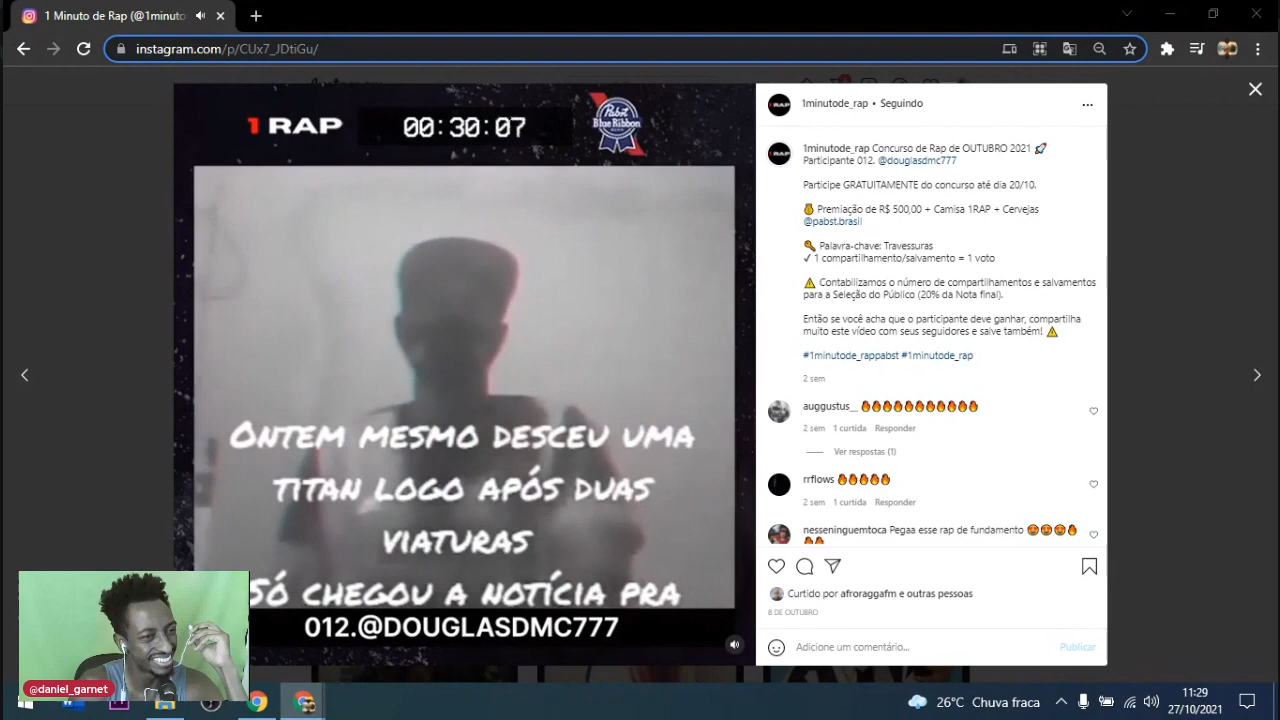 1 Minuto de Rap (@1minuto
instagram.com/p/CUx7_JDtiGu/
1 RAP
00:30:07
Pabst
Blue Ribbon
ONTEM MESMO DESCEU UMA
TITAN LOGO APÓS DUAS
VIATURAS
SÓ CHEGOU A NOTÍCIA PRA
012.@DOUGLASDMC777
@daniel_garnet
1minutode_rap • Seguindo
1minutode_rap Concurso de Rap de OUTUBRO 2021 🚀
Participante 012. @douglasdmc777
Participe GRATUITAMENTE do concurso até dia 20/10.
🏅 Premiação de R$ 500,00 + Camisa 1RAP + Cervejas
@pabst.brasil
🔑 Palavra-chave: Travessuras
✓ 1 compartilhamento/salvamento = 1 voto
⚠️ Contabilizamos o número de compartilhamentos e salvamentos
para a Seleção do Público (20% da Nota final).
Então se você acha que o participante deve ganhar, compartilha
muito este vídeo com seus seguidores e salve também! ⚠️
#1minutode_rappabst #1minutode_rap
2 sem
auggustus__ 🔥🔥🔥🔥🔥🔥🔥🔥🔥🔥🔥
2 sem 1 curtida Responder
Ver respostas (1)
rrflows 🔥🔥🔥🔥🔥
2 sem 1 curtida Responder
nesseninguemtoca Pegaa esse rap de fundamento
Curtido por afroraggafm e outras pessoas
8 DE OUTUBRO
Adicione um comentário...
Publicar
26°C Chuva fraca
11:29
27/10/2021